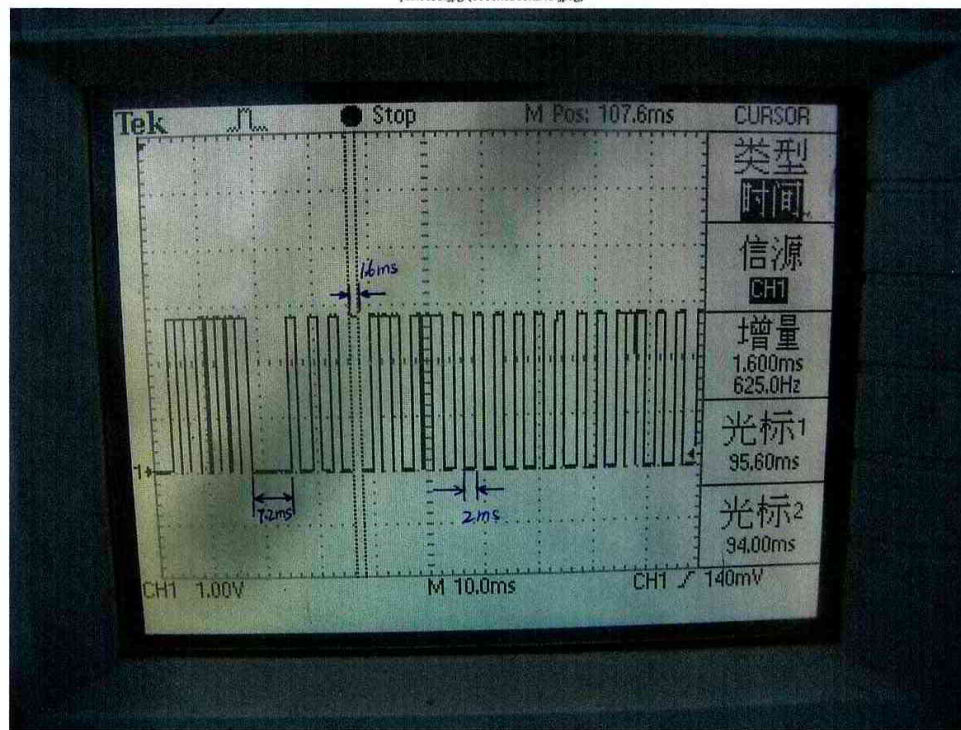 Tek
Stop
M Pos: 107.6ms
CURSOR
类型
时间
信源
CH1
增量
1.600ms
625.0Hz
光标1
95.60ms
光标2
94.00ms
1.6ms
7.2ms
2ms
1
CH1 1.00V
M 10.0ms
CH1
140mV